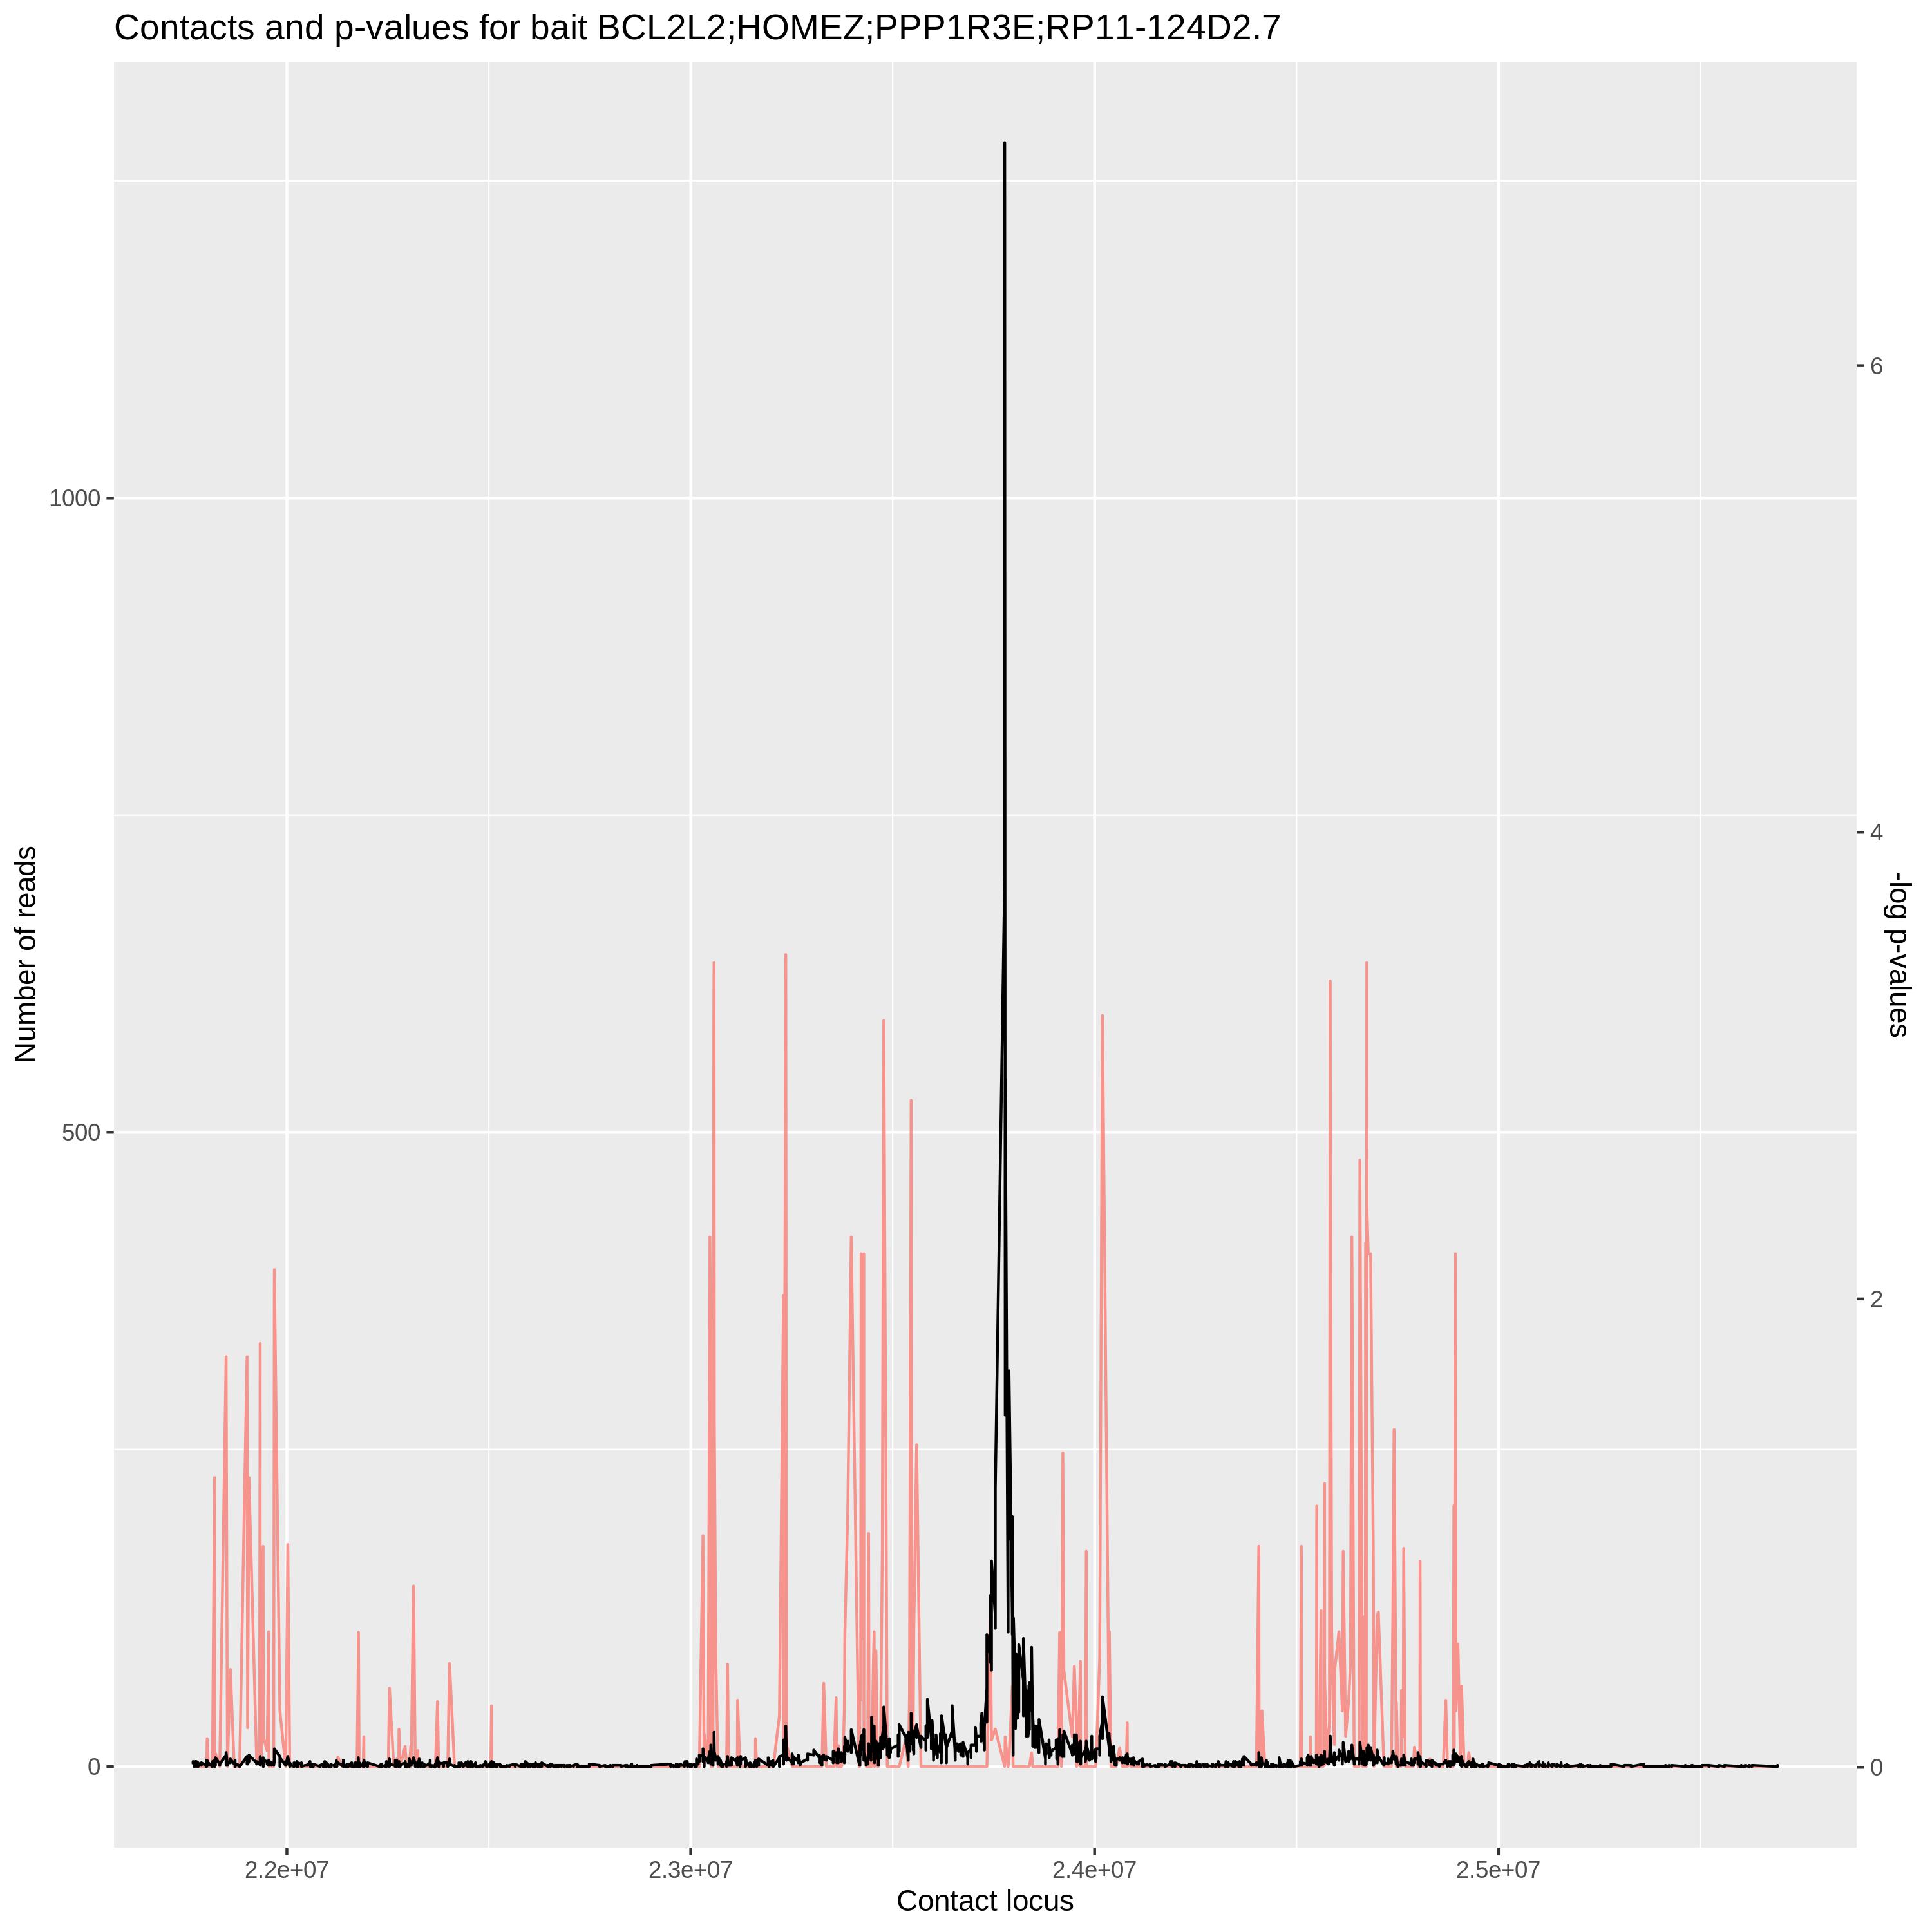 Contacts and p-values for bait BCL2L2;HOMEZ;PPP1R3E;RP11-124D2.7
Number of reads
1000
500
0
6
4
2
0
-log p-values
2.2e+07
2.3e+07
2.4e+07
2.5e+07
Contact locus